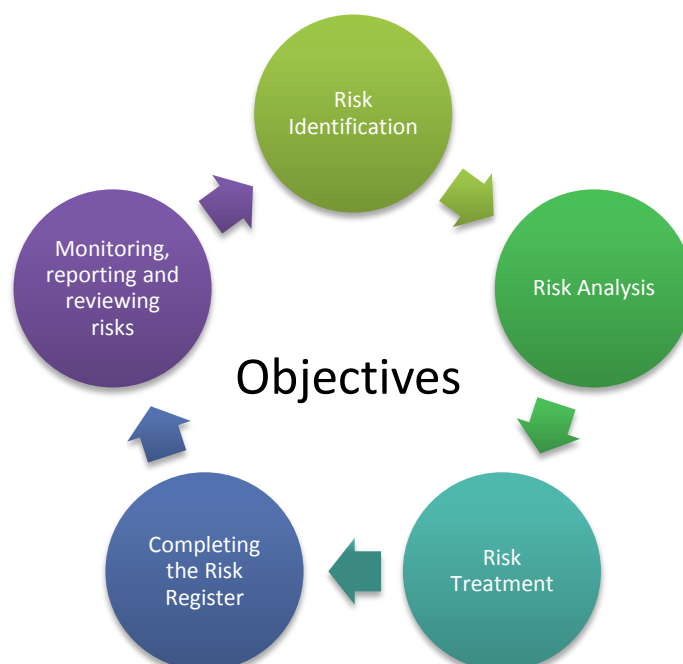 Risk
Identification
Risk Analysis
Risk
Treatment
Completing
the Risk
Register
Monitoring,
reporting and
reviewing
risks
Objectives